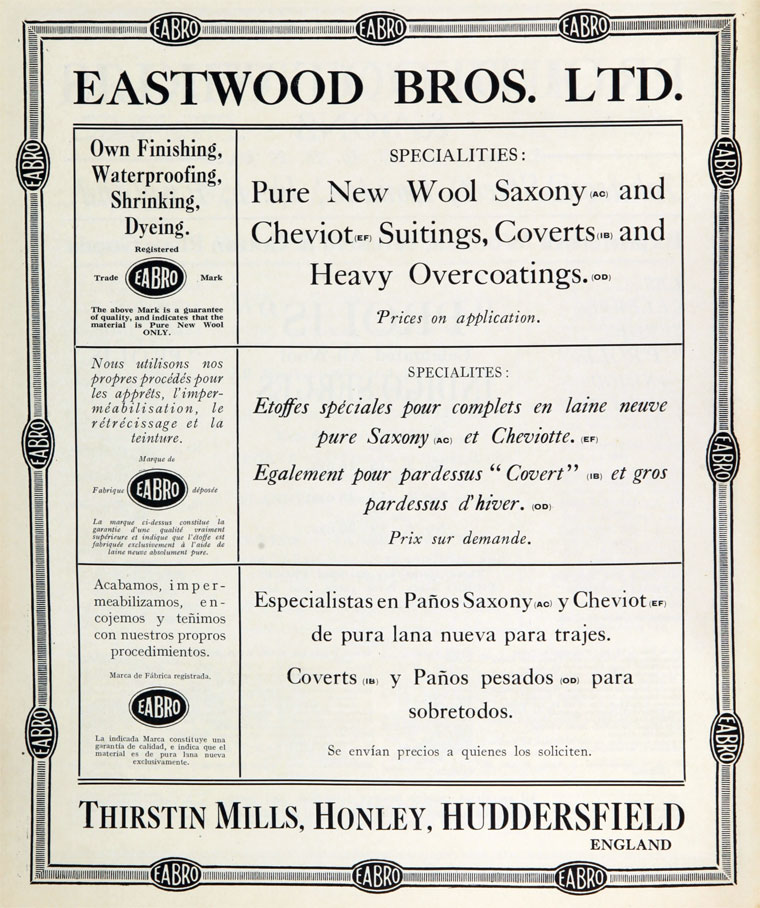 EABRO EABRO EABRO
EASTWOOD BROS. LTD.
EABRO
EABRO
Own Finishing,
Waterproofing,
Shrinking,
Dyeing.
Registered
Trade EABRO Mark
The above Mark is a guarantee
of quality, and indicates that the
material is Pure New Wool
ONLY.
SPECIALITIES:
Pure New Wool Saxony (AC) and
Cheviot (EF) Suitings, Coverts (IB) and
Heavy Overcoatings. (OD)
Prices on application.
Nous utilisons nos
propres procédés pour
les apprêts, l'imper-
méabilisation, le
rétrécissage et la
teinture.
Marque de
Fabrique EABRO déposée
La marque ci-dessus constitue la
garantie d'une qualité vraiment
supérieure et indique que l'étoffe est
fabriquée exclusivement à l'aide de
laine neuve absolument pure.
SPECIALITES:
Etoffes spéciales pour complets en laine neuve
pure Saxony (AC) et Cheviotte. (EF)
Egalement pour pardessus "Covert" (IB) et gros
pardessus d'hiver. (OD)
Prix sur demande.
EABRO
EABRO
Acabamos, imper-
meabilizamos, en-
cojemos y teñimos
con nuestros propros
procedimientos.
Marca de Fábrica registrada.
EABRO
La indicada Marca constituye una
garantía de calidad, e indica que el
material es de pura lana nueva
exclusivamente.
Especialistas en Paños Saxony (AC) y Cheviot (EF)
de pura lana nueva para trajes.
Coverts (IB) y Paños pesados (OD) para
sobretodos.
Se envían precios a quienes los soliciten.
EABRO
EABRO
THIRSTIN MILLS, HONLEY, HUDDERSFIELD
ENGLAND
EABRO EABRO EABRO